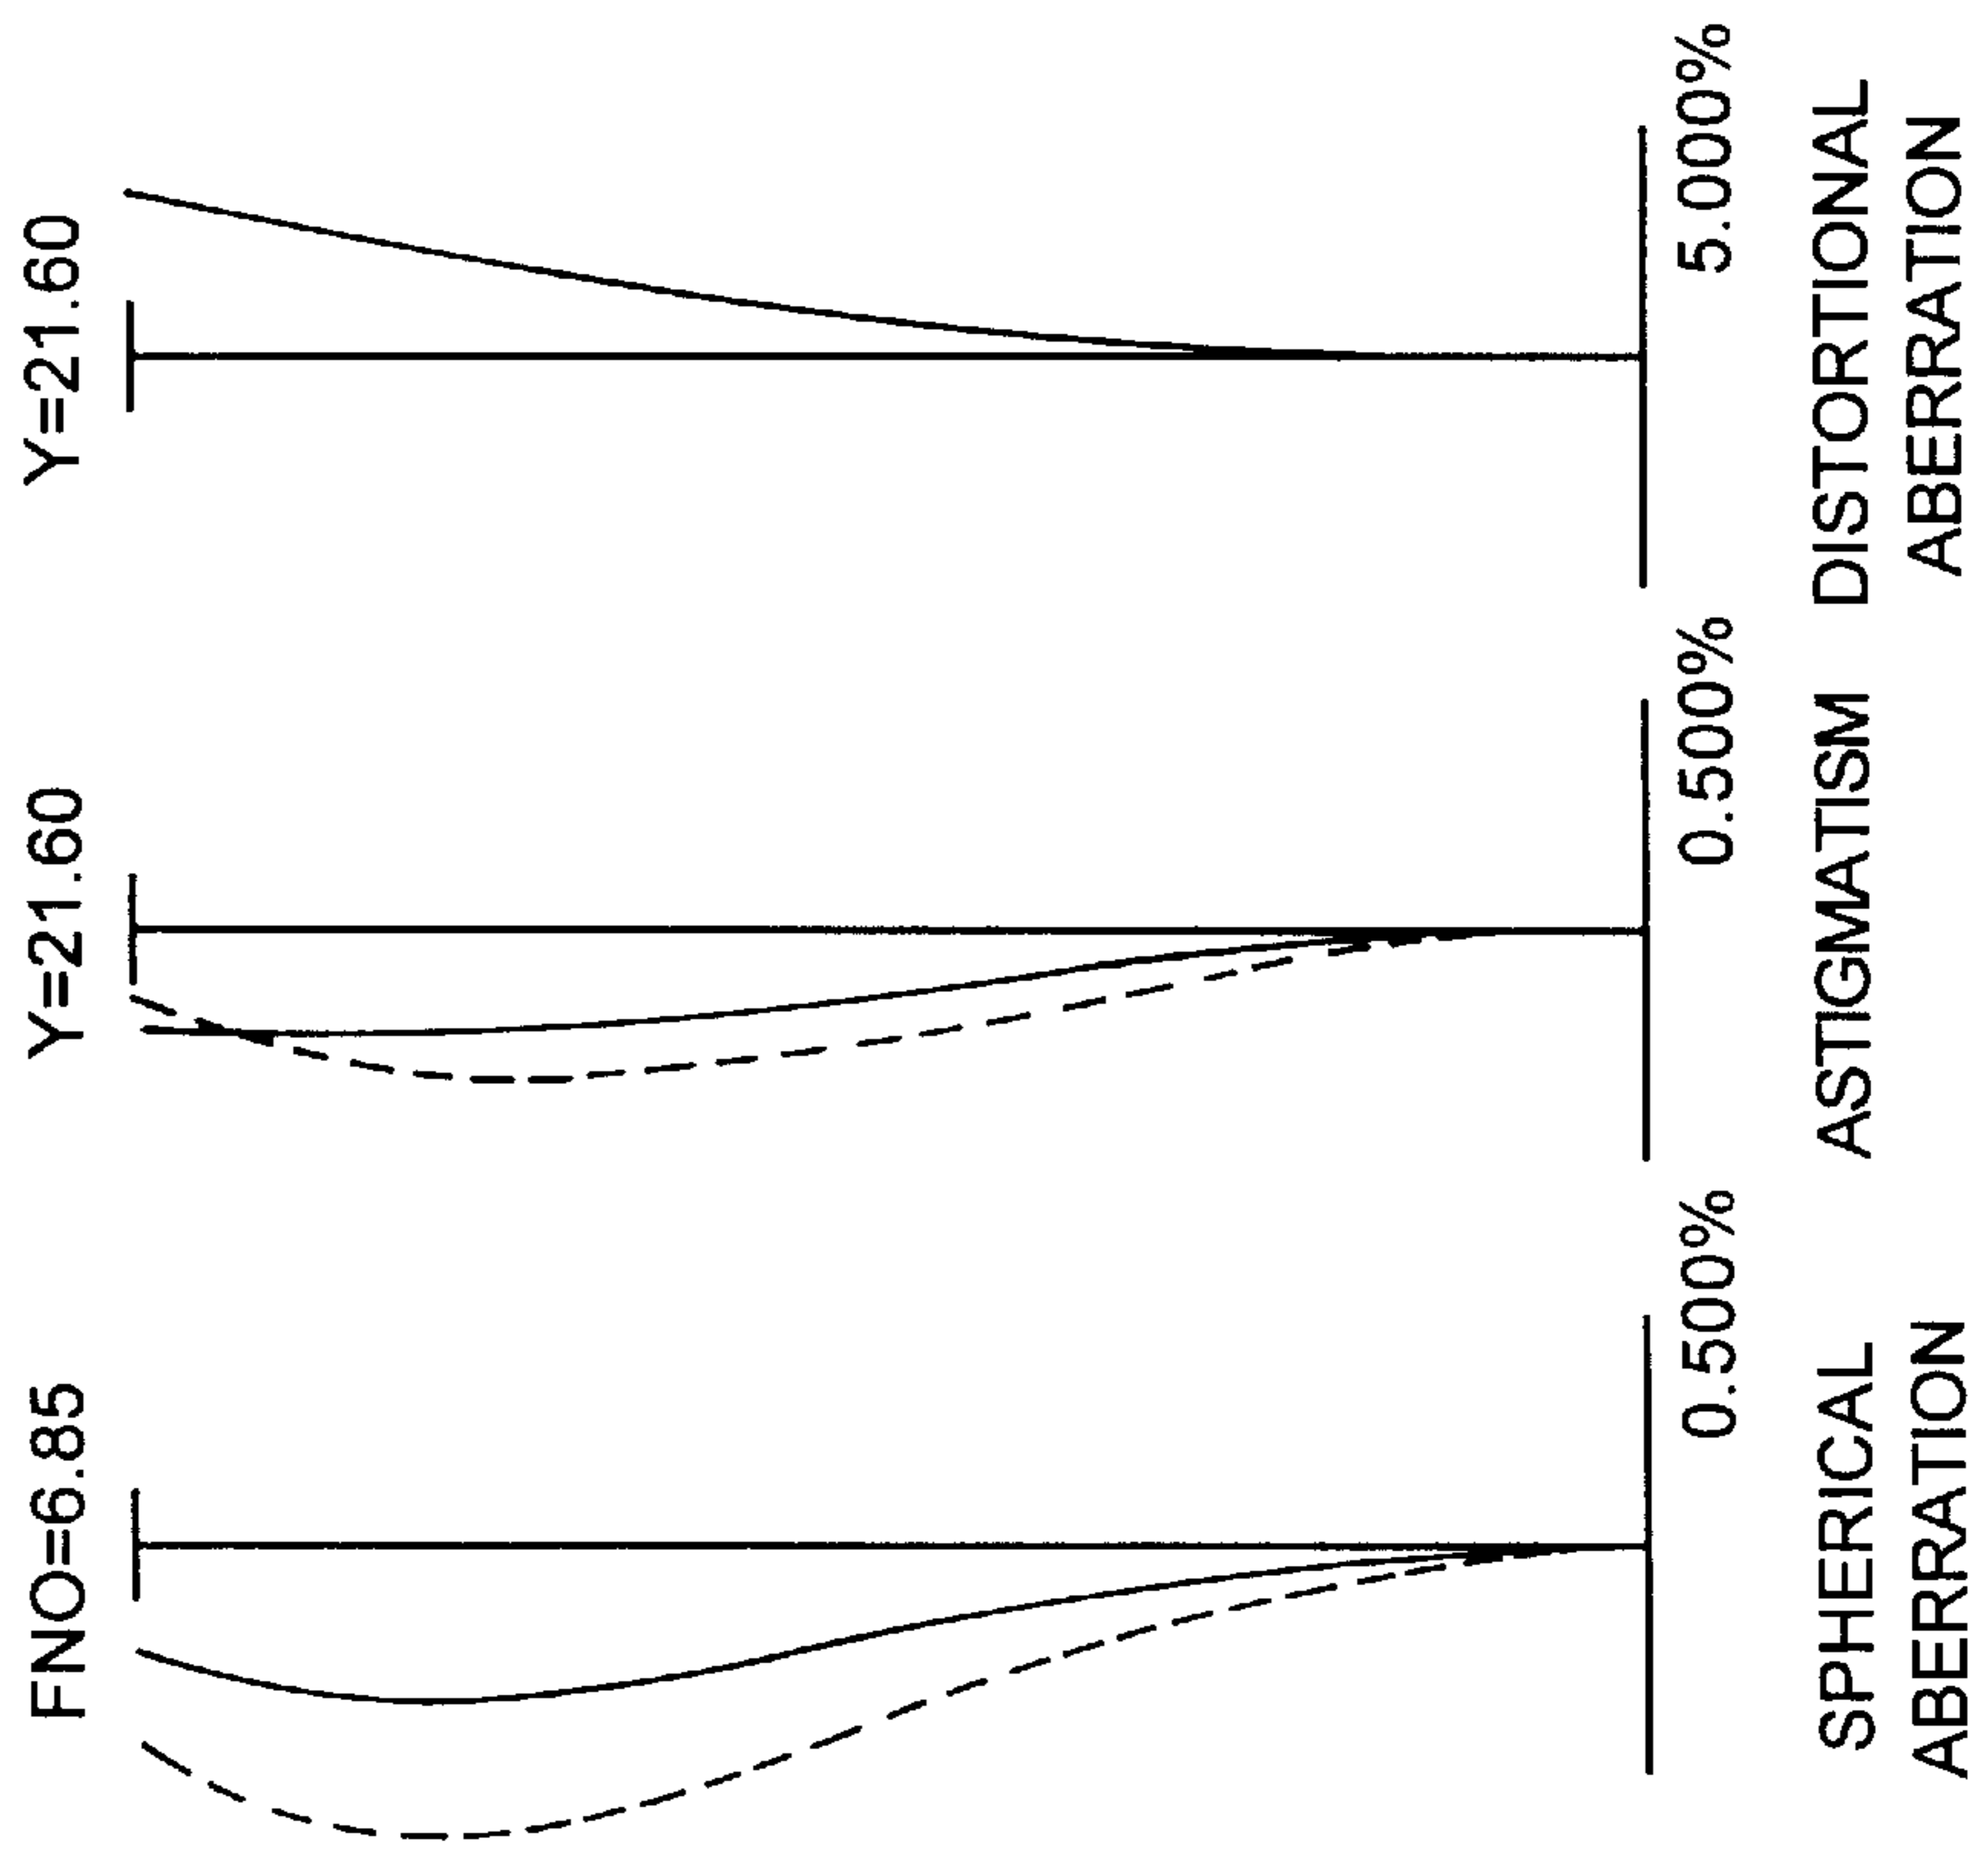 FNO=6.85
0.500%
SPHERICAL
ABERRATION
Y=21.60
0.500%
ASTIGMATISM
Y=21.60
5.000%
DISTORTIONAL
ABERRATION